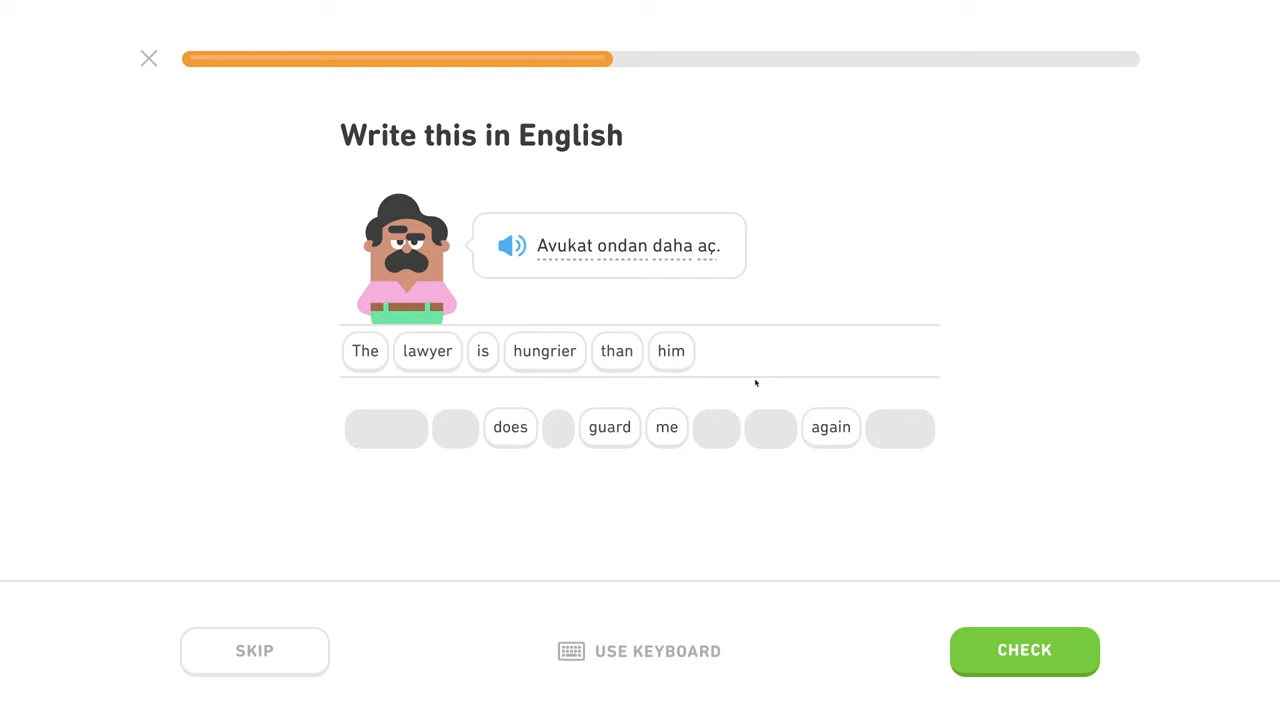 Write this in English
Avukat ondan daha aç.
The lawyer is hungrier than him
does guard me again
SKIP USE KEYBOARD CHECK